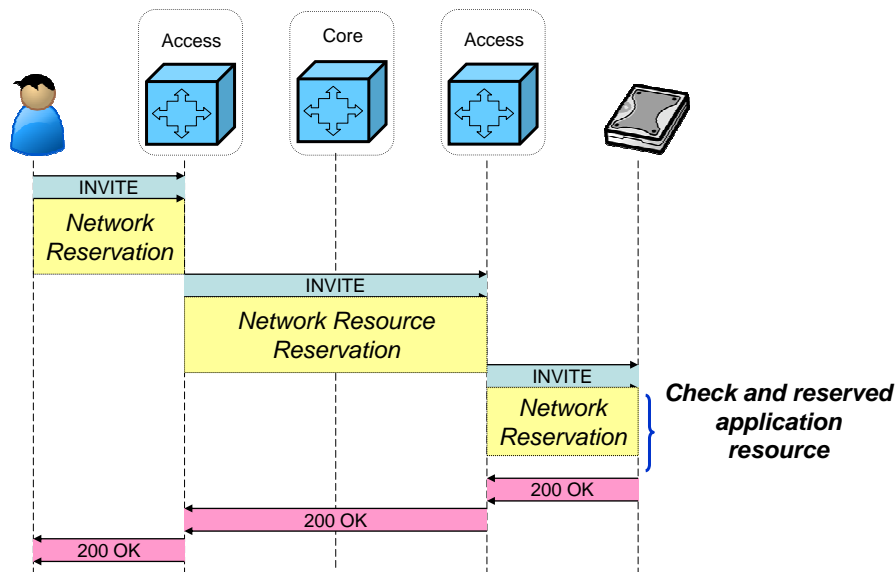 Access
Core
Access
INVITE
Network
Reservation
INVITE
Network Resource
Reservation
INVITE
Network
Reservation
Check and reserved
application
resource
200 OK
200 OK
200 OK